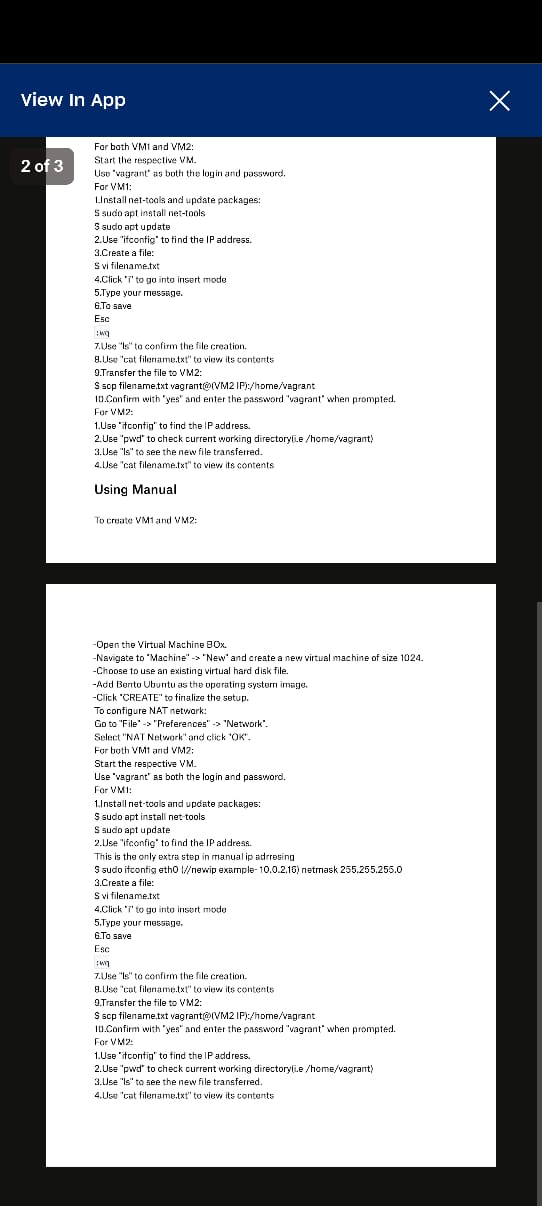 View In App
2 of 3
For both VM1 and VM2:
Start the respective VM.
Use "vagrant" as both the login and password.
For VM1:
1.Install net-tools and update packages:
$ sudo apt install net-tools
$ sudo apt update
2.Use "ifconfig" to find the IP address.
3.Create a file:
$ vi filename.txt
4.Click "i" to go into insert mode
5.Type your message.
6.To save
Esc
:wq
7.Use "ls" to confirm the file creation.
8.Use "cat filename.txt" to view its contents
9.Transfer the file to VM2:
$ scp filename.txt vagrant@(VM2 IP):/home/vagrant
10.Confirm with "yes" and enter the password "vagrant" when prompted.
For VM2:
1.Use "ifconfig" to find the IP address.
2.Use "pwd" to check current working directory(i.e /home/vagrant)
3.Use "ls" to see the new file transferred.
4.Use "cat filename.txt" to view its contents
Using Manual
To create VM1 and VM2:
-Open the Virtual Machine BOx.
-Navigate to "Machine" -> "New" and create a new virtual machine of size 1024.
-Choose to use an existing virtual hard disk file.
-Add Bento Ubuntu as the operating system image.
-Click "CREATE" to finalize the setup.
To configure NAT network:
Go to "File" -> "Preferences" -> "Network".
Select "NAT Network" and click "OK".
For both VM1 and VM2:
Start the respective VM.
Use "vagrant" as both the login and password.
For VM1:
1.Install net-tools and update packages:
$ sudo apt install net-tools
$ sudo apt update
2.Use "ifconfig" to find the IP address.
This is the only extra step in manual ip adrresing
$ sudo ifconfig eth0 (//newip example- 10.0.2.16) netmask 255.255.255.0
3.Create a file:
$ vi filename.txt
4.Click "i" to go into insert mode
5.Type your message.
6.To save
Esc
:wq
7.Use "ls" to confirm the file creation.
8.Use "cat filename.txt" to view its contents
9.Transfer the file to VM2:
$ scp filename.txt vagrant@(VM2 IP):/home/vagrant
10.Confirm with "yes" and enter the password "vagrant" when prompted.
For VM2:
1.Use "ifconfig" to find the IP address.
2.Use "pwd" to check current working directory(i.e /home/vagrant)
3.Use "ls" to see the new file transferred.
4.Use "cat filename.txt" to view its contents